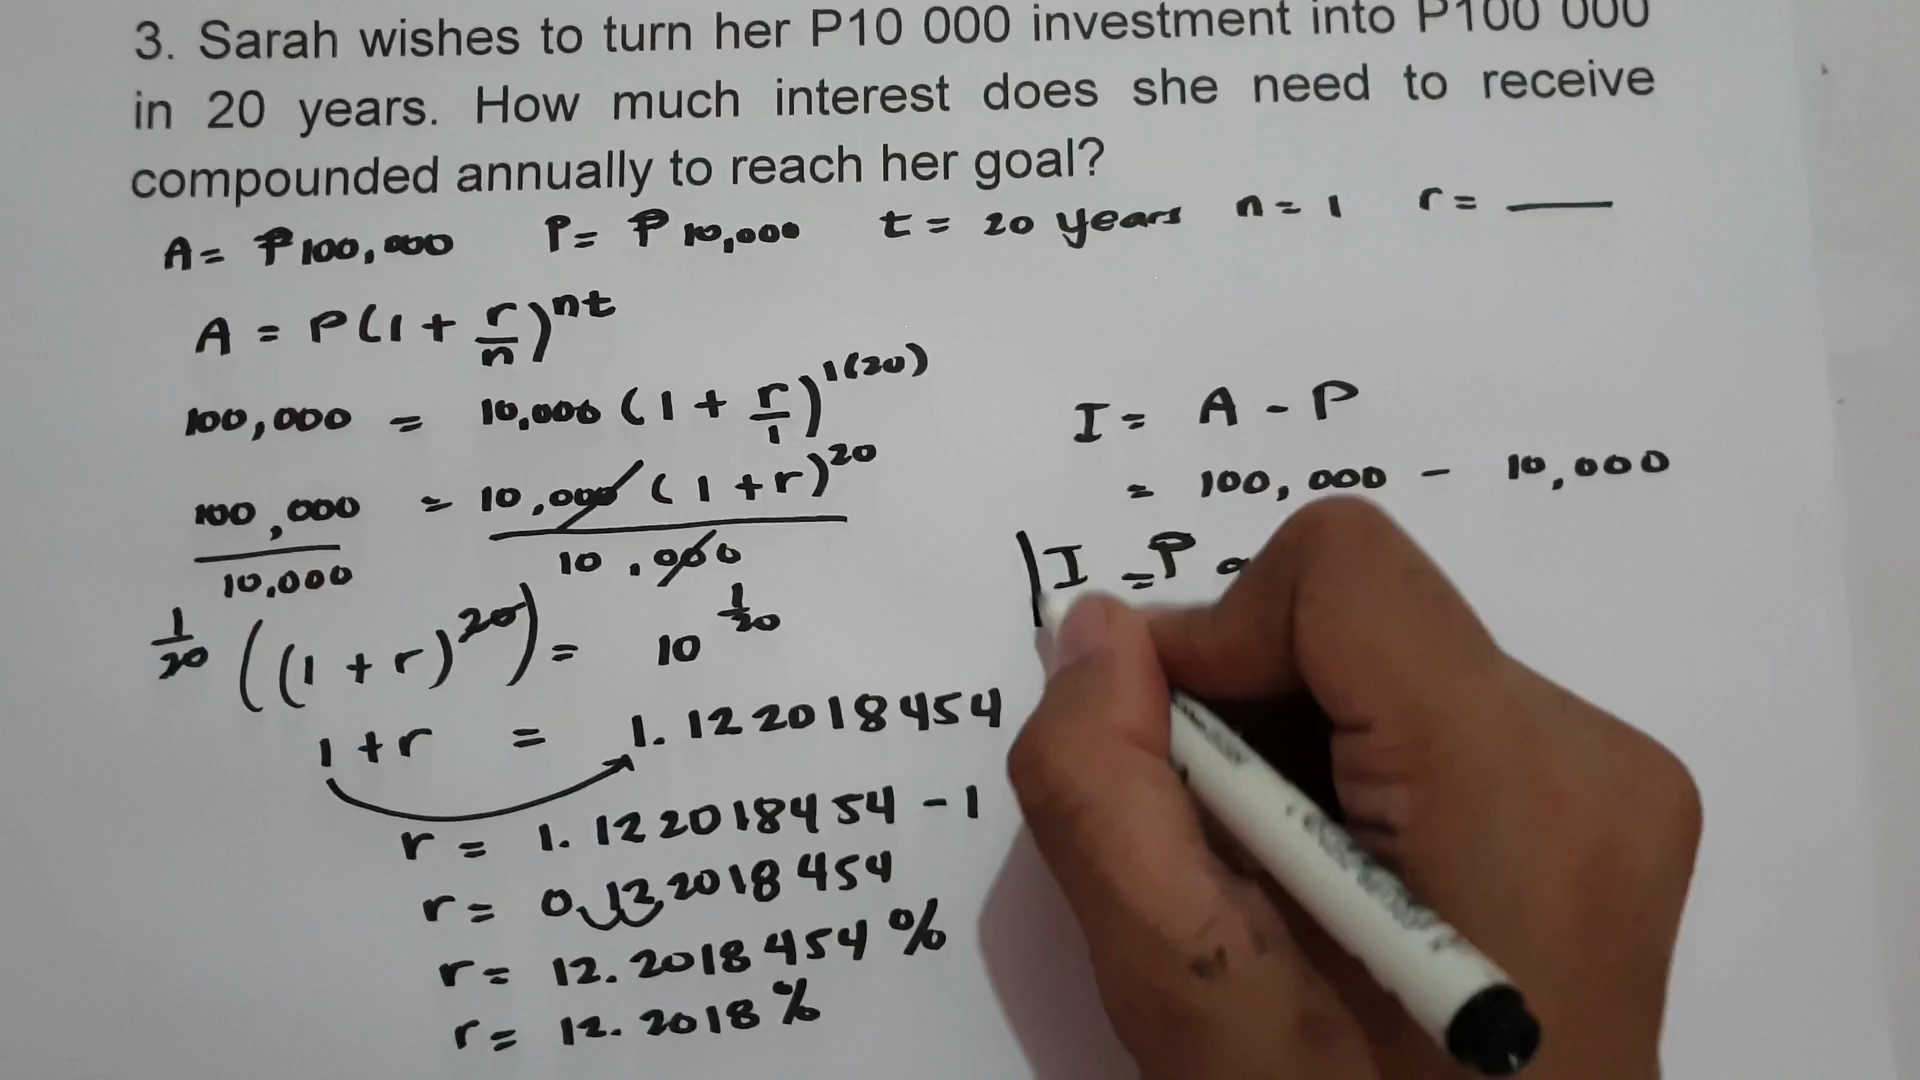 3. Sarah wishes to turn her P10 000 investment into P100 000
in 20 years. How much interest does she need to receive
compounded annually to reach her goal?
A = ₱100,000 P = ₱10,000 t = 20 years n = 1 r = ____
A = P(1 + r/n)^nt
100,000 = 10,000 (1 + r/1)^1(20)
100,000/10,000 = 10,000 (1 + r)^20/10,000
1/20 ((1 + r)^20) = 10^1/20
1 + r = 1.122018454
r = 1.122018454 - 1
r = 0.122018454
r = 12.2018454 %
r = 12.2018 %
I = A - P
= 100,000 - 10,000
I = ₱